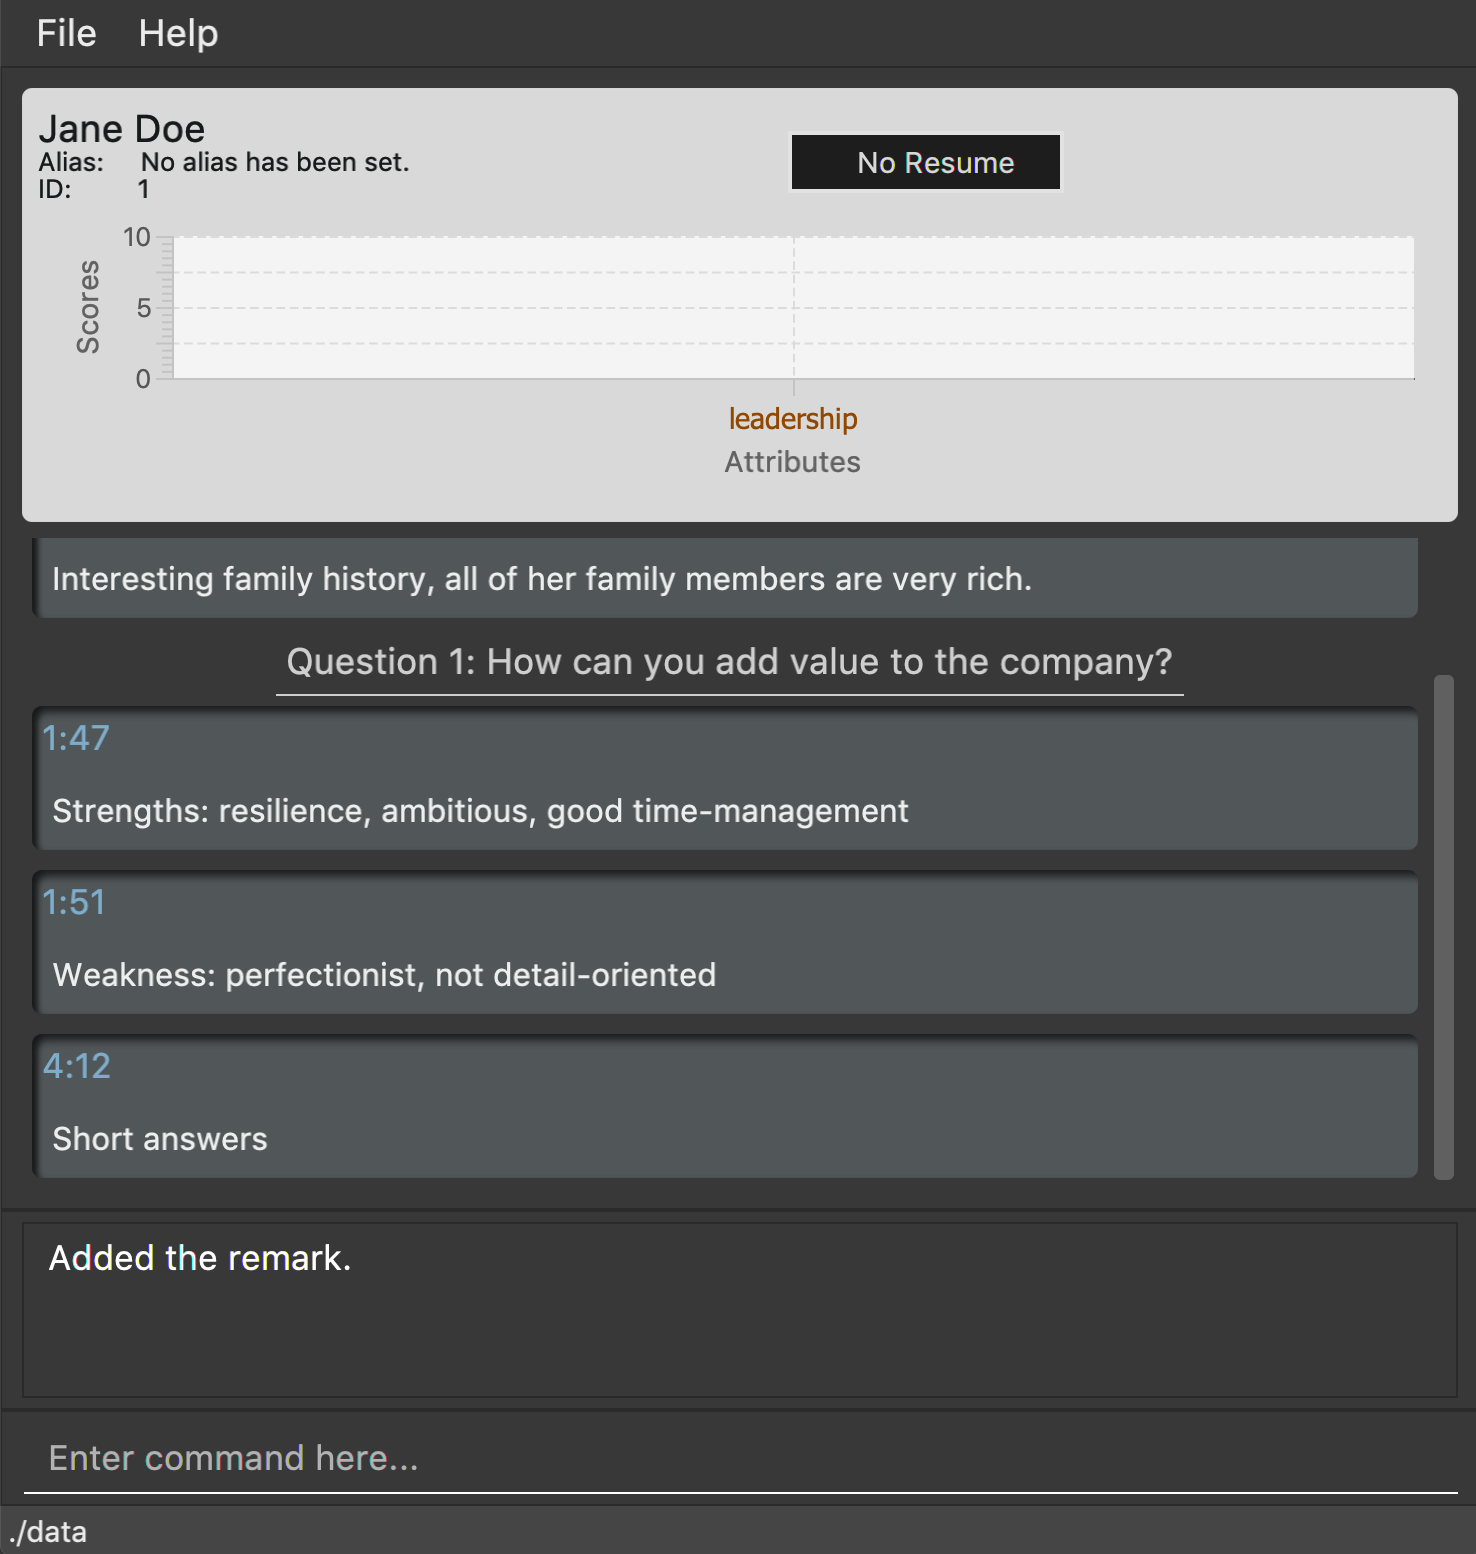 File Help
Jane Doe
Alias: No alias has been set.
ID: 1
No Resume
10
5
0
Scores
leadership
Attributes
Interesting family history, all of her family members are very rich.
Question 1: How can you add value to the company?
1:47
Strengths: resilience, ambitious, good time-management
1:51
Weakness: perfectionist, not detail-oriented
4:12
Short answers
Added the remark.
Enter command here...
./data